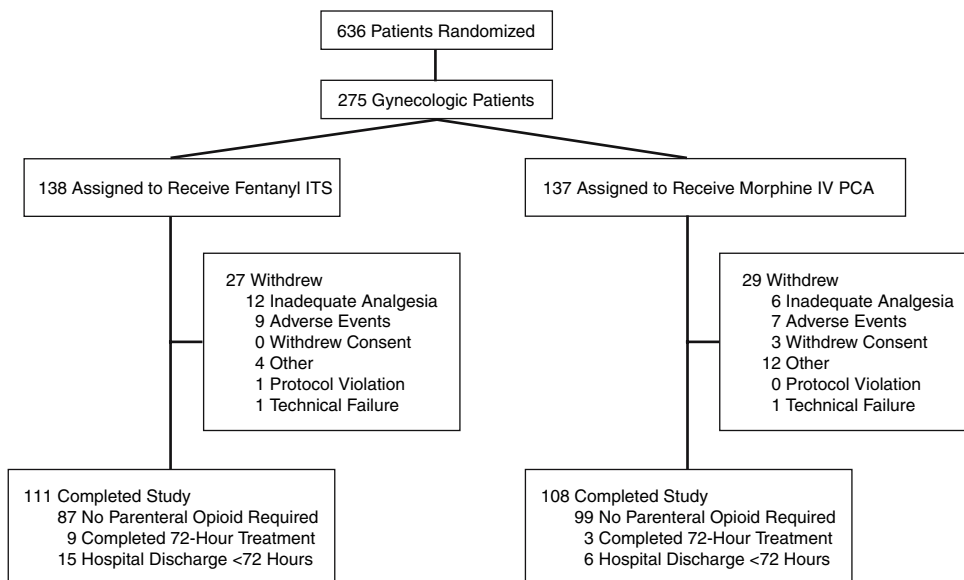 636 Patients Randomized
275 Gynecologic Patients
138 Assigned to Receive Fentanyl ITS
137 Assigned to Receive Morphine IV PCA
27 Withdrew
12 Inadequate Analgesia
9 Adverse Events
0 Withdrew Consent
4 Other
1 Protocol Violation
1 Technical Failure
29 Withdrew
6 Inadequate Analgesia
7 Adverse Events
3 Withdrew Consent
12 Other
0 Protocol Violation
1 Technical Failure
111 Completed Study
87 No Parenteral Opioid Required
9 Completed 72-Hour Treatment
15 Hospital Discharge <72 Hours
108 Completed Study
99 No Parenteral Opioid Required
3 Completed 72-Hour Treatment
6 Hospital Discharge <72 Hours